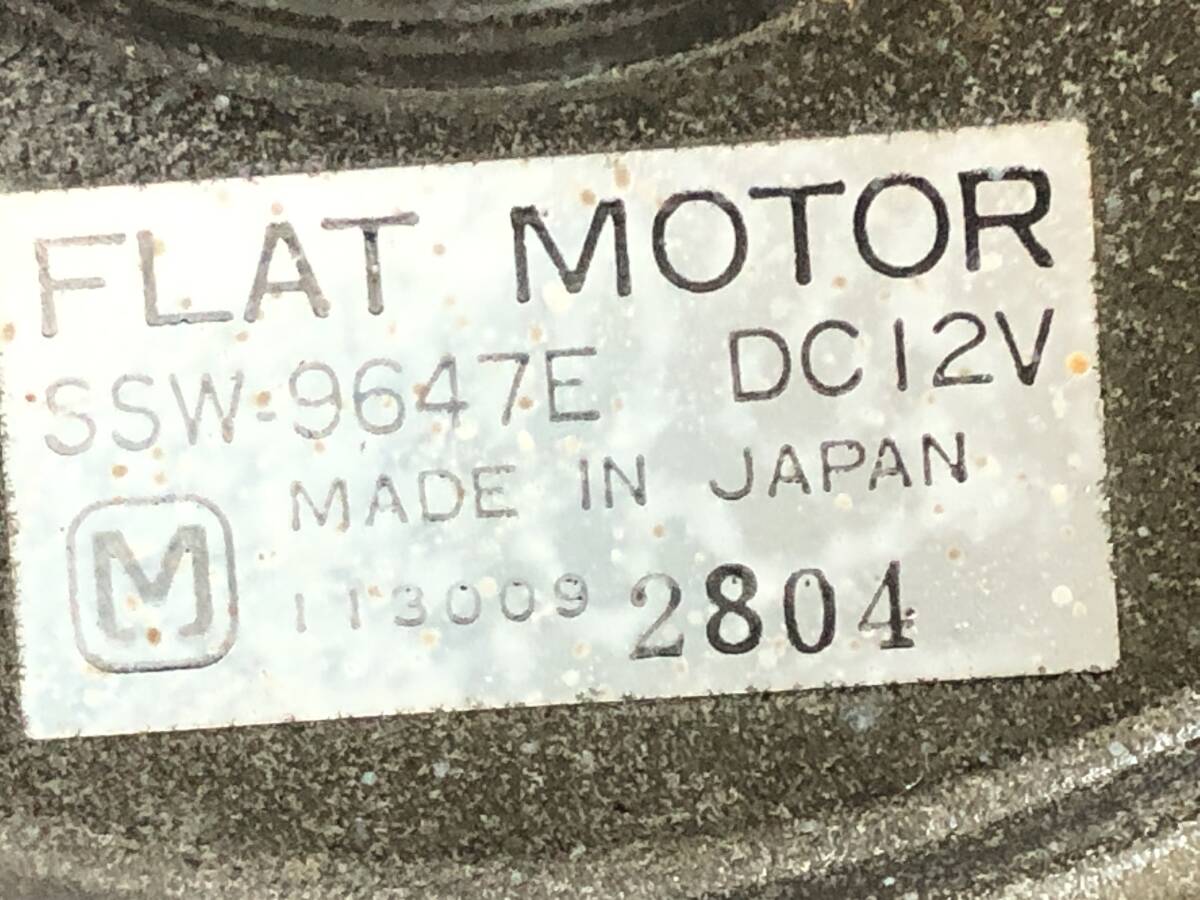 FLAT MOTOR
SSW-9647E DC12V
MADE IN JAPAN
M 113009 2804